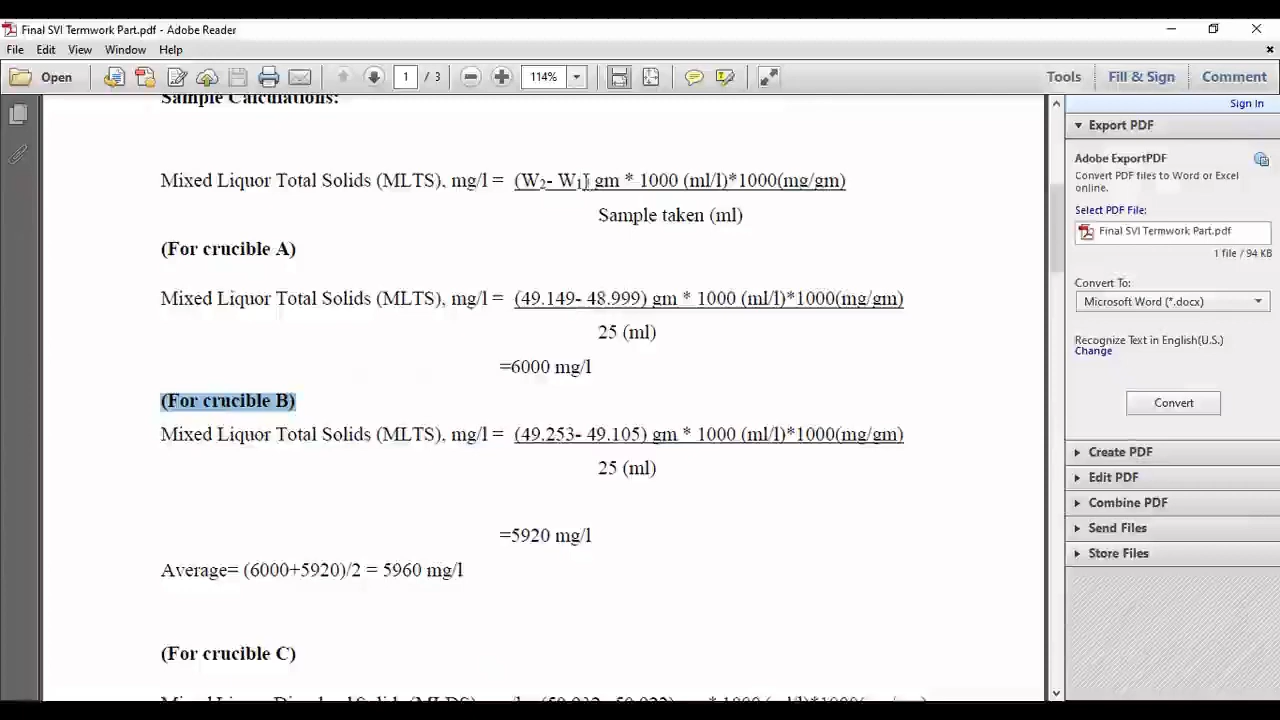 Final SVI Termwork Part.pdf - Adobe Reader
File Edit View Window Help
Open 1 / 3 114% Tools Fill & Sign Comment
Sample Calculations:
Mixed Liquor Total Solids (MLTS), mg/l = (W2- W1) gm * 1000 (ml/l)*1000(mg/gm)
Sample taken (ml)
(For crucible A)
Mixed Liquor Total Solids (MLTS), mg/l = (49.149- 48.999) gm * 1000 (ml/l)*1000(mg/gm)
25 (ml)
=6000 mg/l
(For crucible B)
Mixed Liquor Total Solids (MLTS), mg/l = (49.253- 49.105) gm * 1000 (ml/l)*1000(mg/gm)
25 (ml)
=5920 mg/l
Average= (6000+5920)/2 = 5960 mg/l
(For crucible C)
Sign In
Export PDF
Adobe ExportPDF
Convert PDF files to Word or Excel
online.
Select PDF File:
Final SVI Termwork Part.pdf
1 file / 94 KB
Convert To:
Microsoft Word (*.docx)
Recognize Text in English(U.S.)
Change
Convert
Create PDF
Edit PDF
Combine PDF
Send Files
Store Files